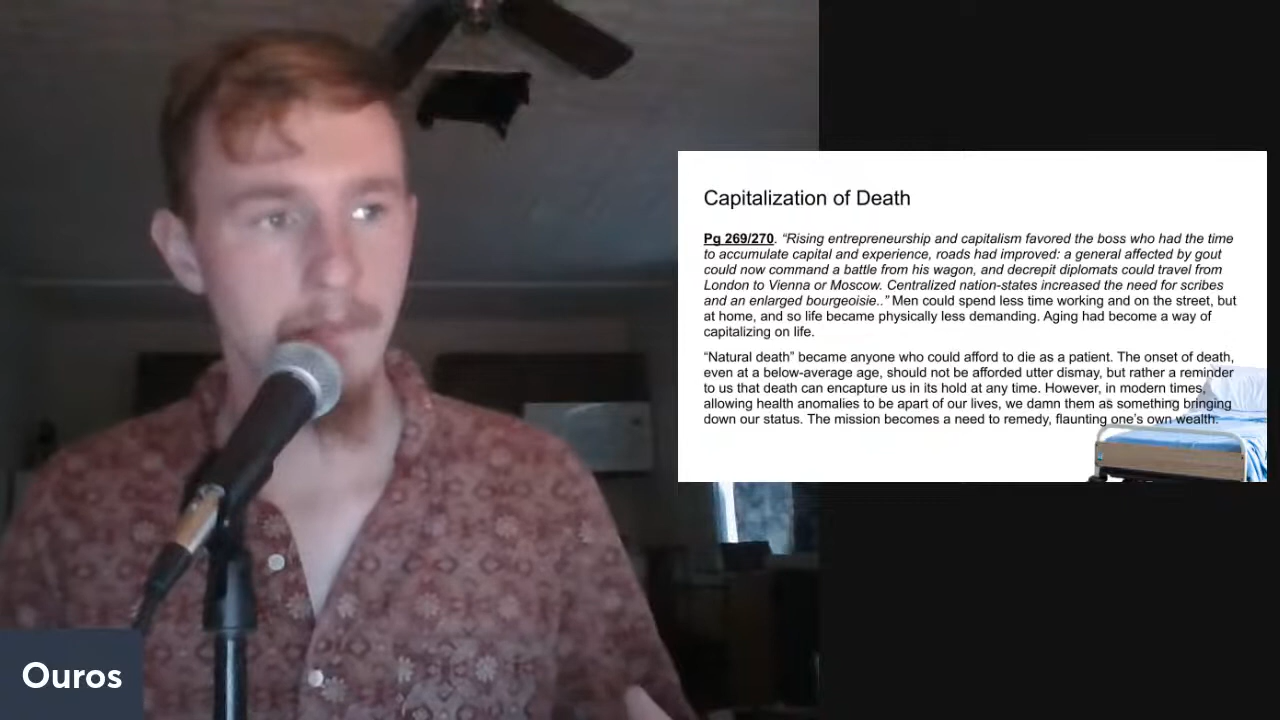 Capitalization of Death
Pg 269/270. “Rising entrepreneurship and capitalism favored the boss who had the time
to accumulate capital and experience, roads had improved: a general affected by gout
could now command a battle from his wagon, and decrepit diplomats could travel from
London to Vienna or Moscow. Centralized nation-states increased the need for scribes
and an enlarged bourgeoisie..” Men could spend less time working and on the street, but
at home, and so life became physically less demanding. Aging had become a way of
capitalizing on life.
“Natural death” became anyone who could afford to die as a patient. The onset of death,
even at a below-average age, should not be afforded utter dismay, but rather a reminder
to us that death can encapture us in its hold at any time. However, in modern times,
allowing health anomalies to be apart of our lives, we damn them as something bringing
down our status. The mission becomes a need to remedy, flaunting one’s own wealth.
Ouros